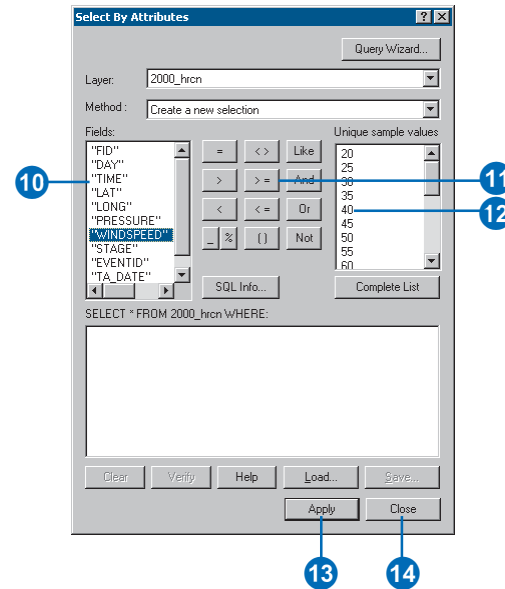 Select By Attributes
? X
Query Wizard...
Layer: 2000_hrcn
Method : Create a new selection
Fields:
Unique sample values
"FID"
"DAY"
"TIME"
"LAT"
"LONG"
"PRESSURE"
"WINDSPEED"
"STAGE"
"EVENTID"
"TA_DATE"
10
= <> Like
> >= And
< <= Or
_ % () Not
20
25
30
35
40
45
50
55
60
11
12
SQL Info...
Complete List
SELECT * FROM 2000_hrcn WHERE:
Clear Verify Help Load... Save...
Apply Close
13 14